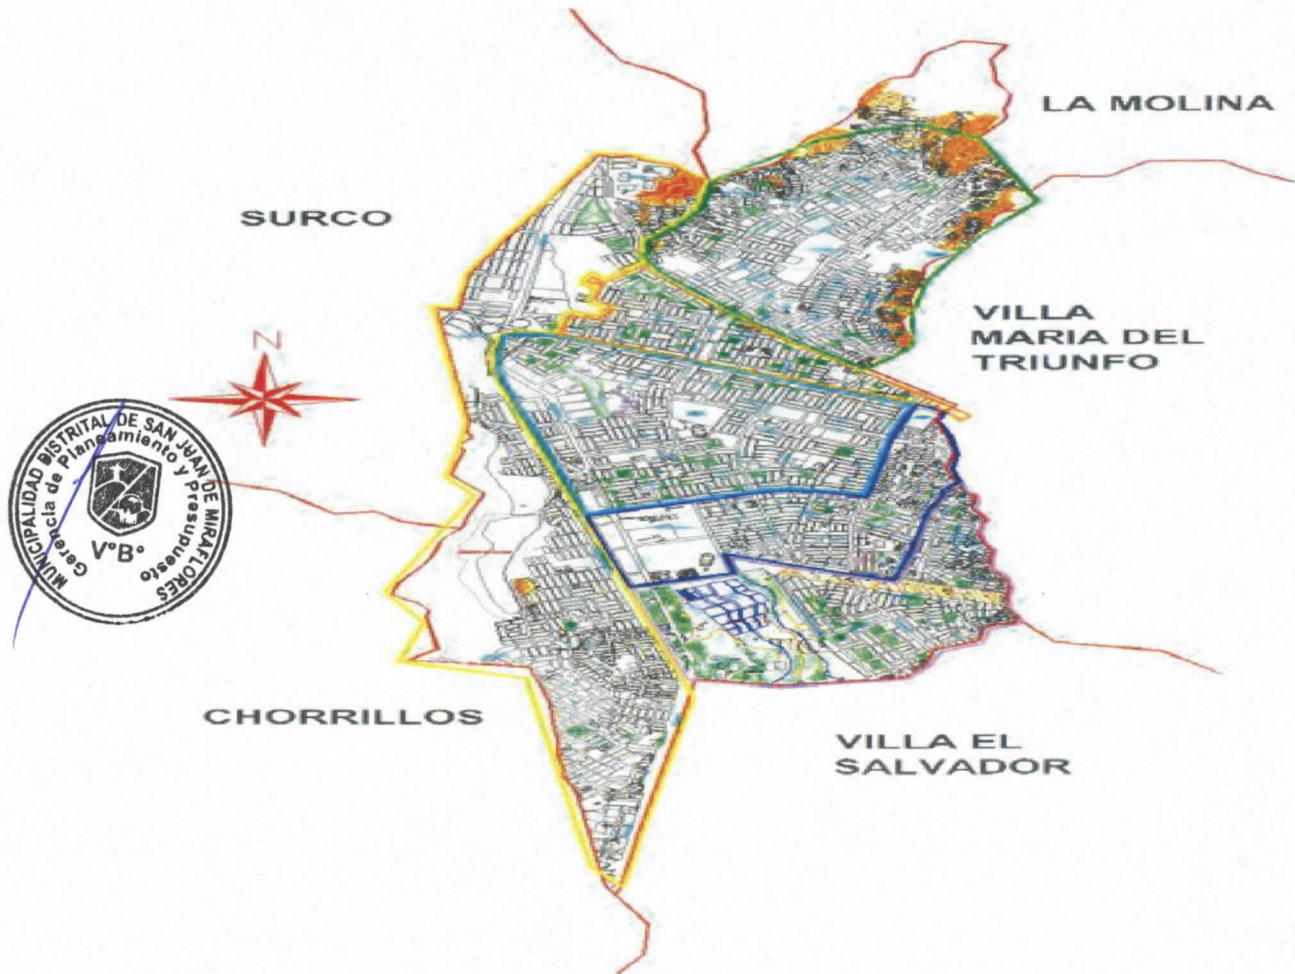 LA MOLINA
SURCO
VILLA
MARIA DEL
TRIUNFO
N
MUNICIPALIDAD DISTRITAL DE SAN JUAN DE MIRAFLORES
Gerencia de Planeamiento y Presupuesto
V°B°
CHORRILLOS
VILLA EL
SALVADOR